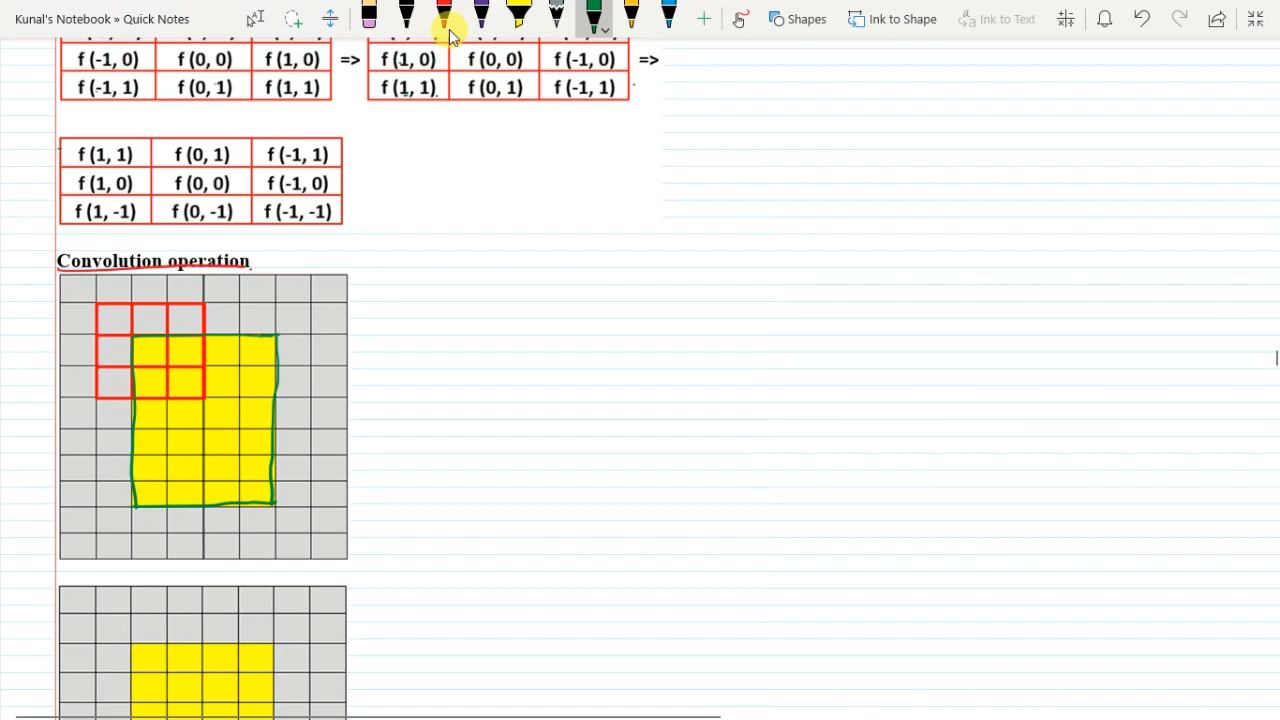 Kunal's Notebook » Quick Notes
Shapes Ink to Shape Ink to Text
f (-1, 0) f (0, 0) f (1, 0) => f (1, 0) f (0, 0) f (-1, 0) =>
f (-1, 1) f (0, 1) f (1, 1) f (1, 1) f (0, 1) f (-1, 1)
f (1, 1) f (0, 1) f (-1, 1)
f (1, 0) f (0, 0) f (-1, 0)
f (1, -1) f (0, -1) f (-1, -1)
Convolution operation